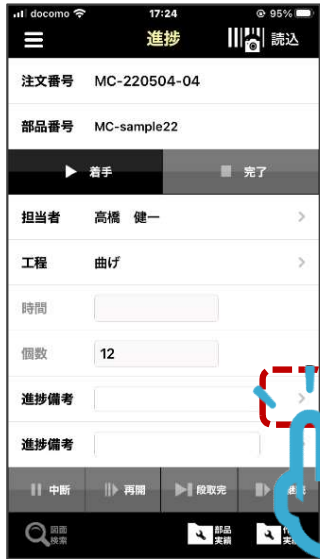 docomo 17:24 95%
進捗 読込
注文番号 MC-220504-04
部品番号 MC-sample22
着手 完了
担当者 高橋 健一
工程 曲げ
時間
個数 12
進捗備考
進捗備考
中断 再開 段取完
図面
検索
部品
実績